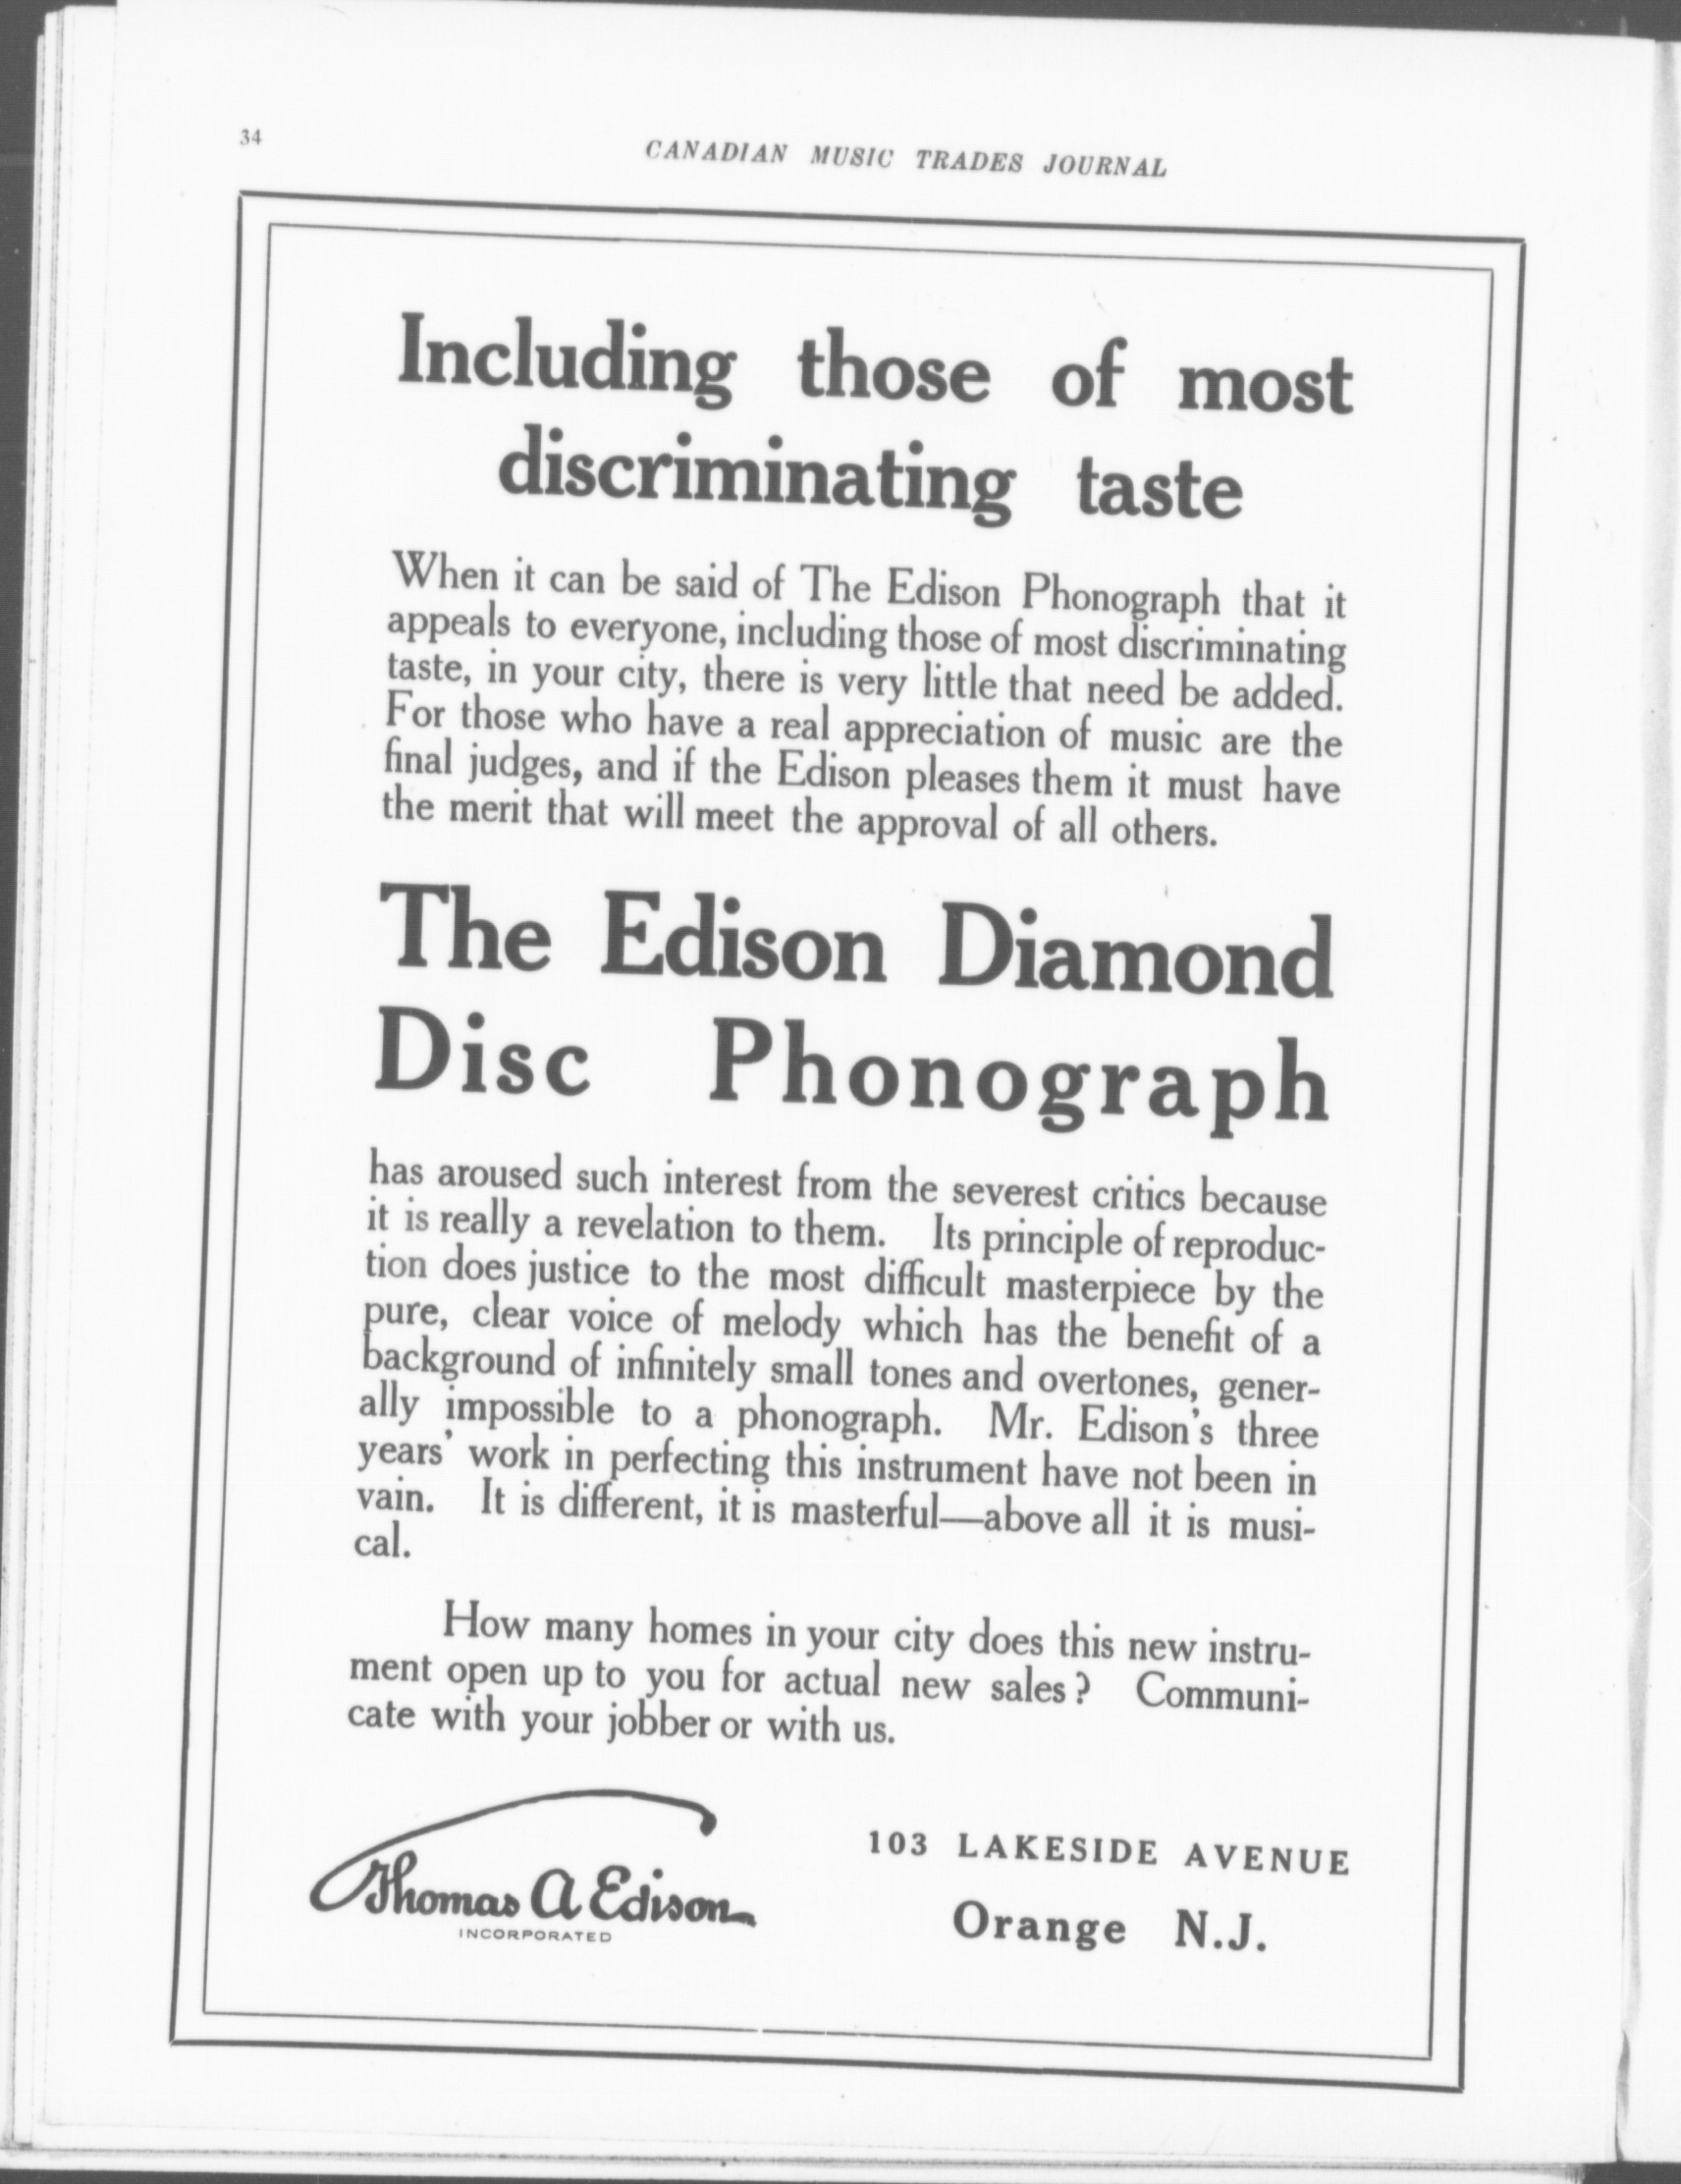 34
CANADIAN MUSIC TRADES JOURNAL
Including those of most
discriminating taste
When it can be said of The Edison Phonograph that it
appeals to everyone, including those of most discriminating
taste, in your city, there is very little that need be added.
For those who have a real appreciation of music are the
final judges, and if the Edison pleases them it must have
the merit that will meet the approval of all others.
The Edison Diamond
Disc Phonograph
has aroused such interest from the severest critics because
it is really a revelation to them. Its principle of reproduc-
tion does justice to the most difficult masterpiece by the
pure, clear voice of melody which has the benefit of a
background of infinitely small tones and overtones, gener-
ally impossible to a phonograph. Mr. Edison's three
years' work in perfecting this instrument have not been in
vain. It is different, it is masterful—above all it is musi-
cal.
How many homes in your city does this new instru-
ment open up to you for actual new sales? Communi-
cate with your jobber or with us.
Thomas A Edison
INCORPORATED
103 LAKESIDE AVENUE
Orange N.J.